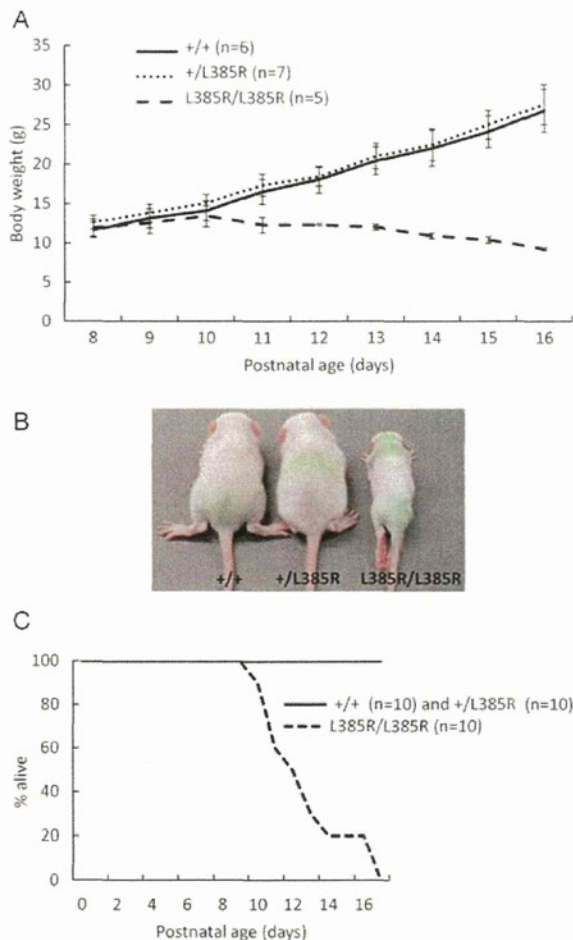 A
35
30
25
20
15
10
5
0
Body weight (g)
+/+ (n=6)
+/L385R (n=7)
L385R/L385R (n=5)
8 9 10 11 12 13 14 15 16
Postnatal age (days)
B
+/+ +/L385R L385R/L385R
C
100
80
60
40
20
0
% alive
+/+ (n=10) and +/L385R (n=10)
L385R/L385R (n=10)
0 2 4 6 8 10 12 14 16
Postnatal age (days)